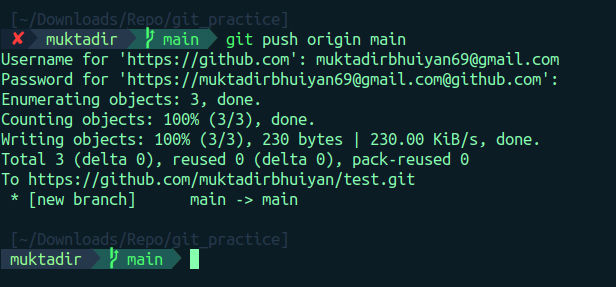 [~/Downloads/Repo/git_practice]
✘ muktadir main git push origin main
Username for 'https://github.com': muktadirbhuiyan69@gmail.com
Password for 'https://muktadirbhuiyan69@gmail.com@github.com':
Enumerating objects: 3, done.
Counting objects: 100% (3/3), done.
Writing objects: 100% (3/3), 230 bytes | 230.00 KiB/s, done.
Total 3 (delta 0), reused 0 (delta 0), pack-reused 0
To https://github.com/muktadirbhuiyan/test.git
 * [new branch]      main -> main
[~/Downloads/Repo/git_practice]
muktadir main